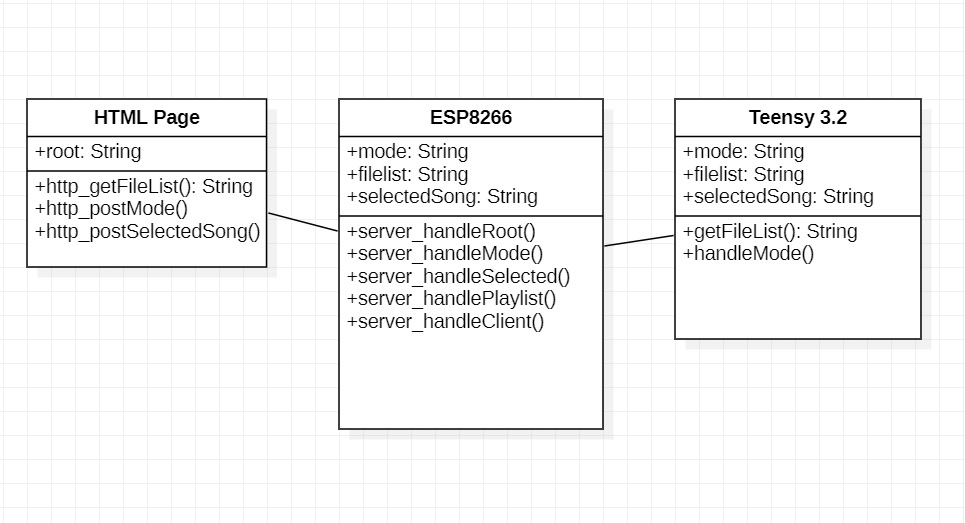 HTML Page
+root: String
+http_getFileList(): String
+http_postMode()
+http_postSelectedSong()
ESP8266
+mode: String
+filelist: String
+selectedSong: String
+server_handleRoot()
+server_handleMode()
+server_handleSelected()
+server_handlePlaylist()
+server_handleClient()
Teensy 3.2
+mode: String
+filelist: String
+selectedSong: String
+getFileList(): String
+handleMode()